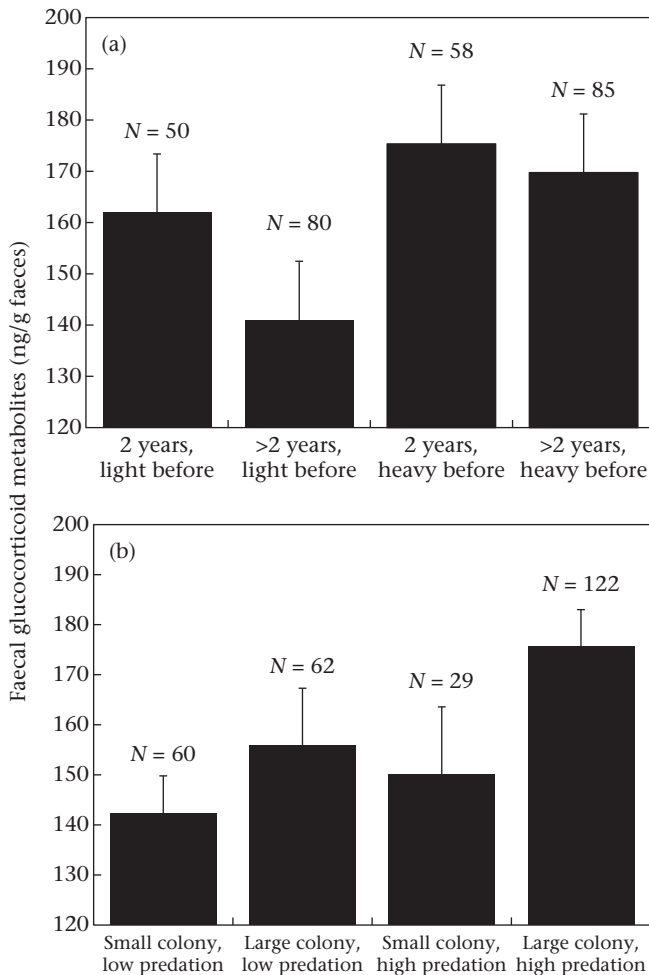 Faecal glucocorticoid metabolites (ng/g faeces)
(a)
200
190
180
170
160
150
140
130
120
N = 50
N = 80
N = 58
N = 85
2 years,
light before
>2 years,
light before
2 years,
heavy before
>2 years,
heavy before
(b)
200
190
180
170
160
150
140
130
120
N = 60
N = 62
N = 29
N = 122
Small colony,
low predation
Large colony,
low predation
Small colony,
high predation
Large colony,
high predation